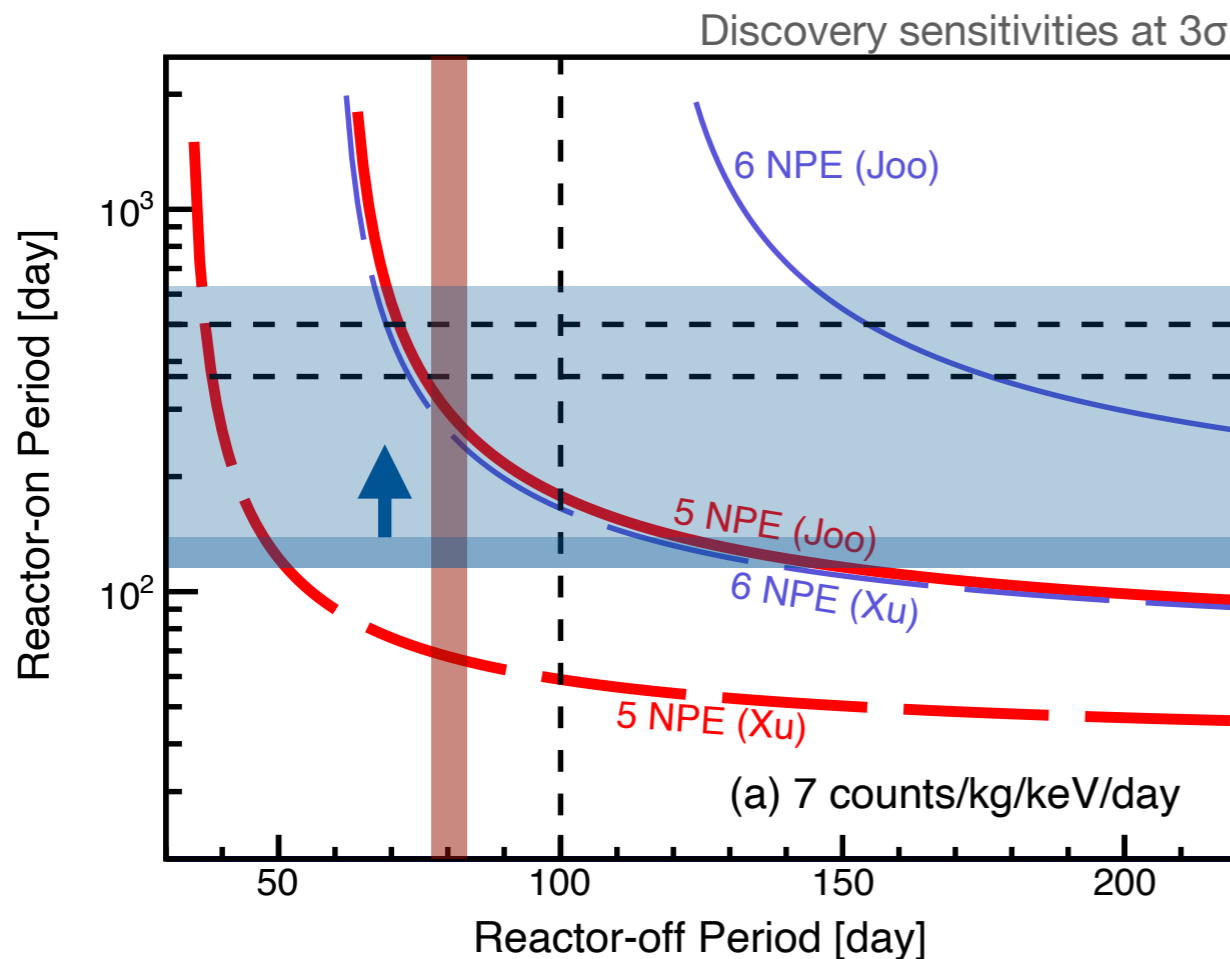 Discovery sensitivities at 3σ
Reactor-on Period [day]
10³
10²
6 NPE (Joo)
5 NPE (Joo)
6 NPE (Xu)
5 NPE (Xu)
(a) 7 counts/kg/keV/day
50 100 150 200
Reactor-off Period [day]